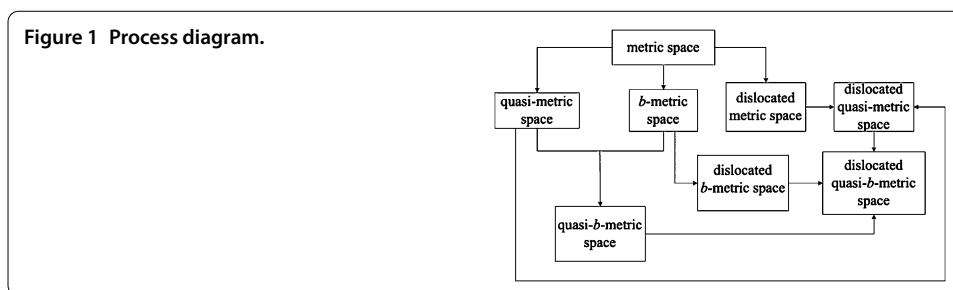 Figure 1 Process diagram.
metric space
quasi-metric
space
b-metric
space
dislocated
metric space
dislocated
quasi-metric
space
dislocated
b-metric space
dislocated
quasi-b-metric
space
quasi-b-metric
space